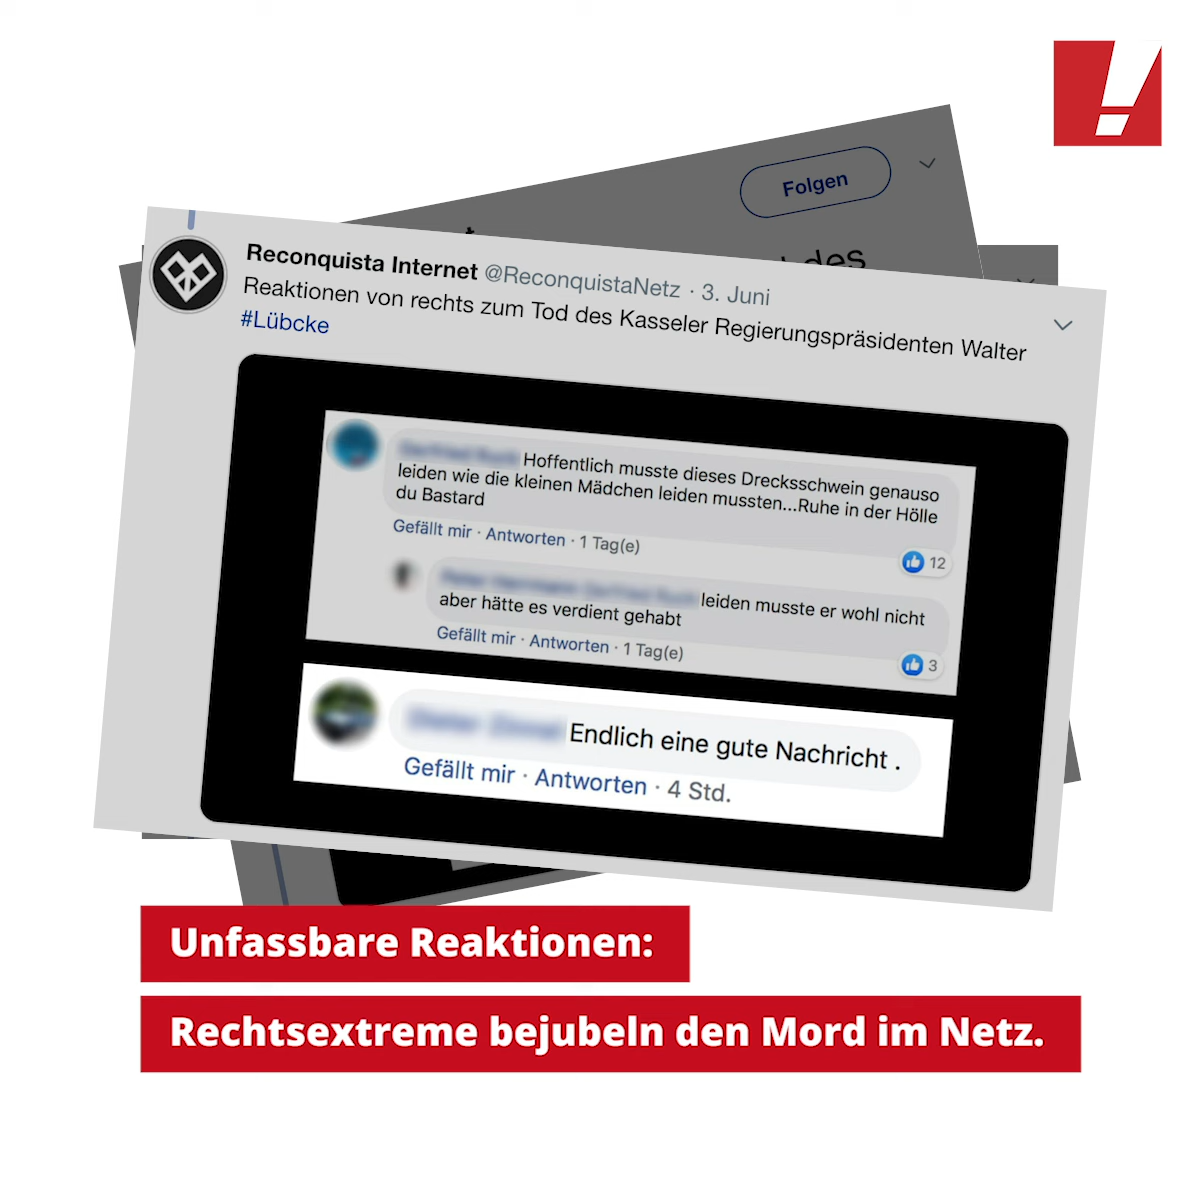 Folgen
des
Reconquista Internet @ReconquistaNetz · 3. Juni
Reaktionen von rechts zum Tod des Kasseler Regierungspräsidenten Walter
#Lübcke
Hoffentlich musste dieses Drecksschwein genauso
leiden wie die kleinen Mädchen leiden mussten...Ruhe in der Hölle
du Bastard
Gefällt mir · Antworten · 1 Tag(e)
12
leiden musste er wohl nicht
aber hätte es verdient gehabt
Gefällt mir · Antworten · 1 Tag(e)
3
Endlich eine gute Nachricht .
Gefällt mir · Antworten · 4 Std.
Unfassbare Reaktionen:
Rechtsextreme bejubeln den Mord im Netz.